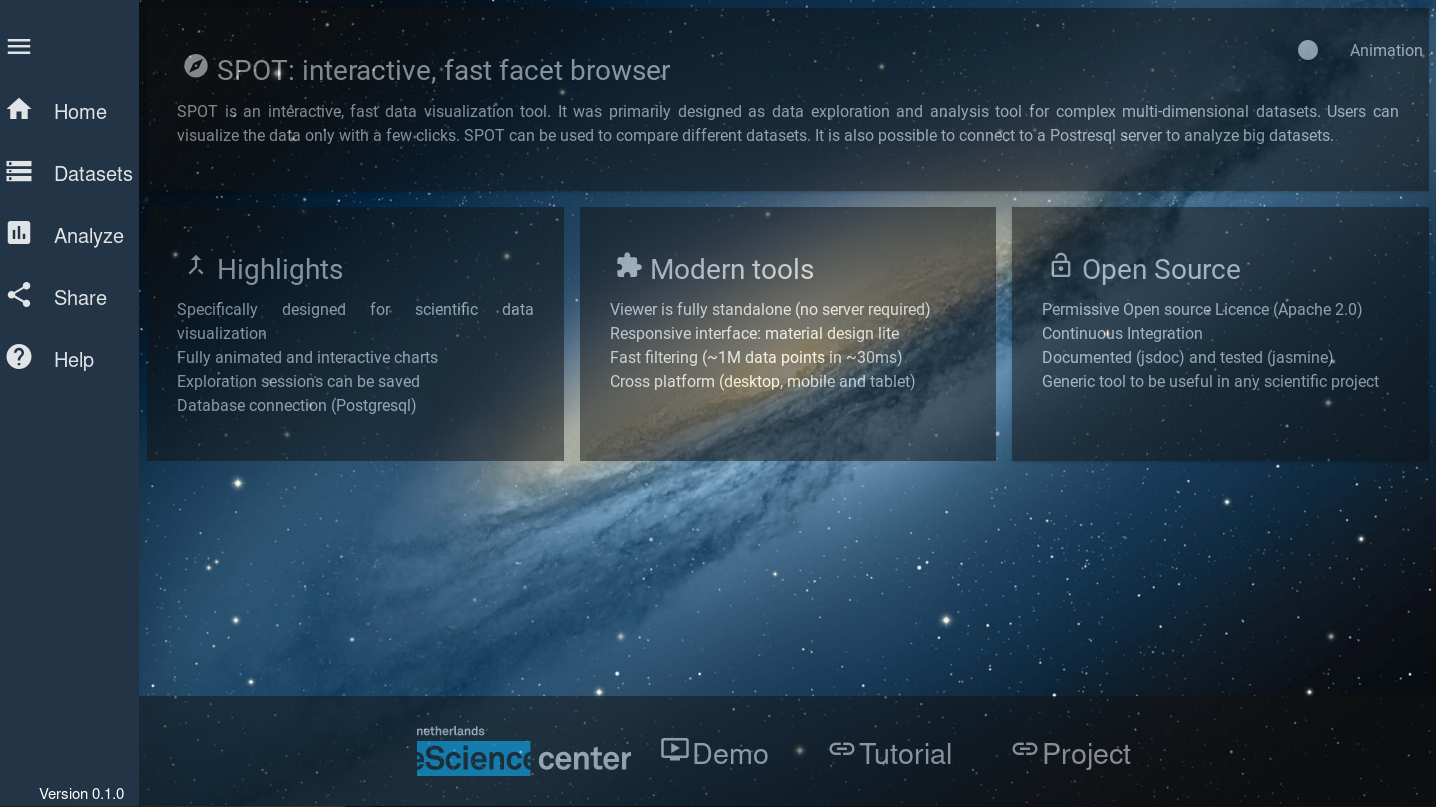 Home
Datasets
Analyze
Share
Help
Version 0.1.0
SPOT: interactive, fast facet browser
Animation
SPOT is an interactive, fast data visualization tool. It was primarily designed as data exploration and analysis tool for complex multi-dimensional datasets. Users can
visualize the data only with a few clicks. SPOT can be used to compare different datasets. It is also possible to connect to a Postresql server to analyze big datasets.
Highlights
Specifically designed for scientific data
visualization
Fully animated and interactive charts
Exploration sessions can be saved
Database connection (Postgresql)
Modern tools
Viewer is fully standalone (no server required)
Responsive interface: material design lite
Fast filtering (~1M data points in ~30ms)
Cross platform (desktop, mobile and tablet)
Open Source
Permissive Open source Licence (Apache 2.0)
Continuous Integration
Documented (jsdoc) and tested (jasmine)
Generic tool to be useful in any scientific project
netherlands
eScience center
Demo
Tutorial
Project